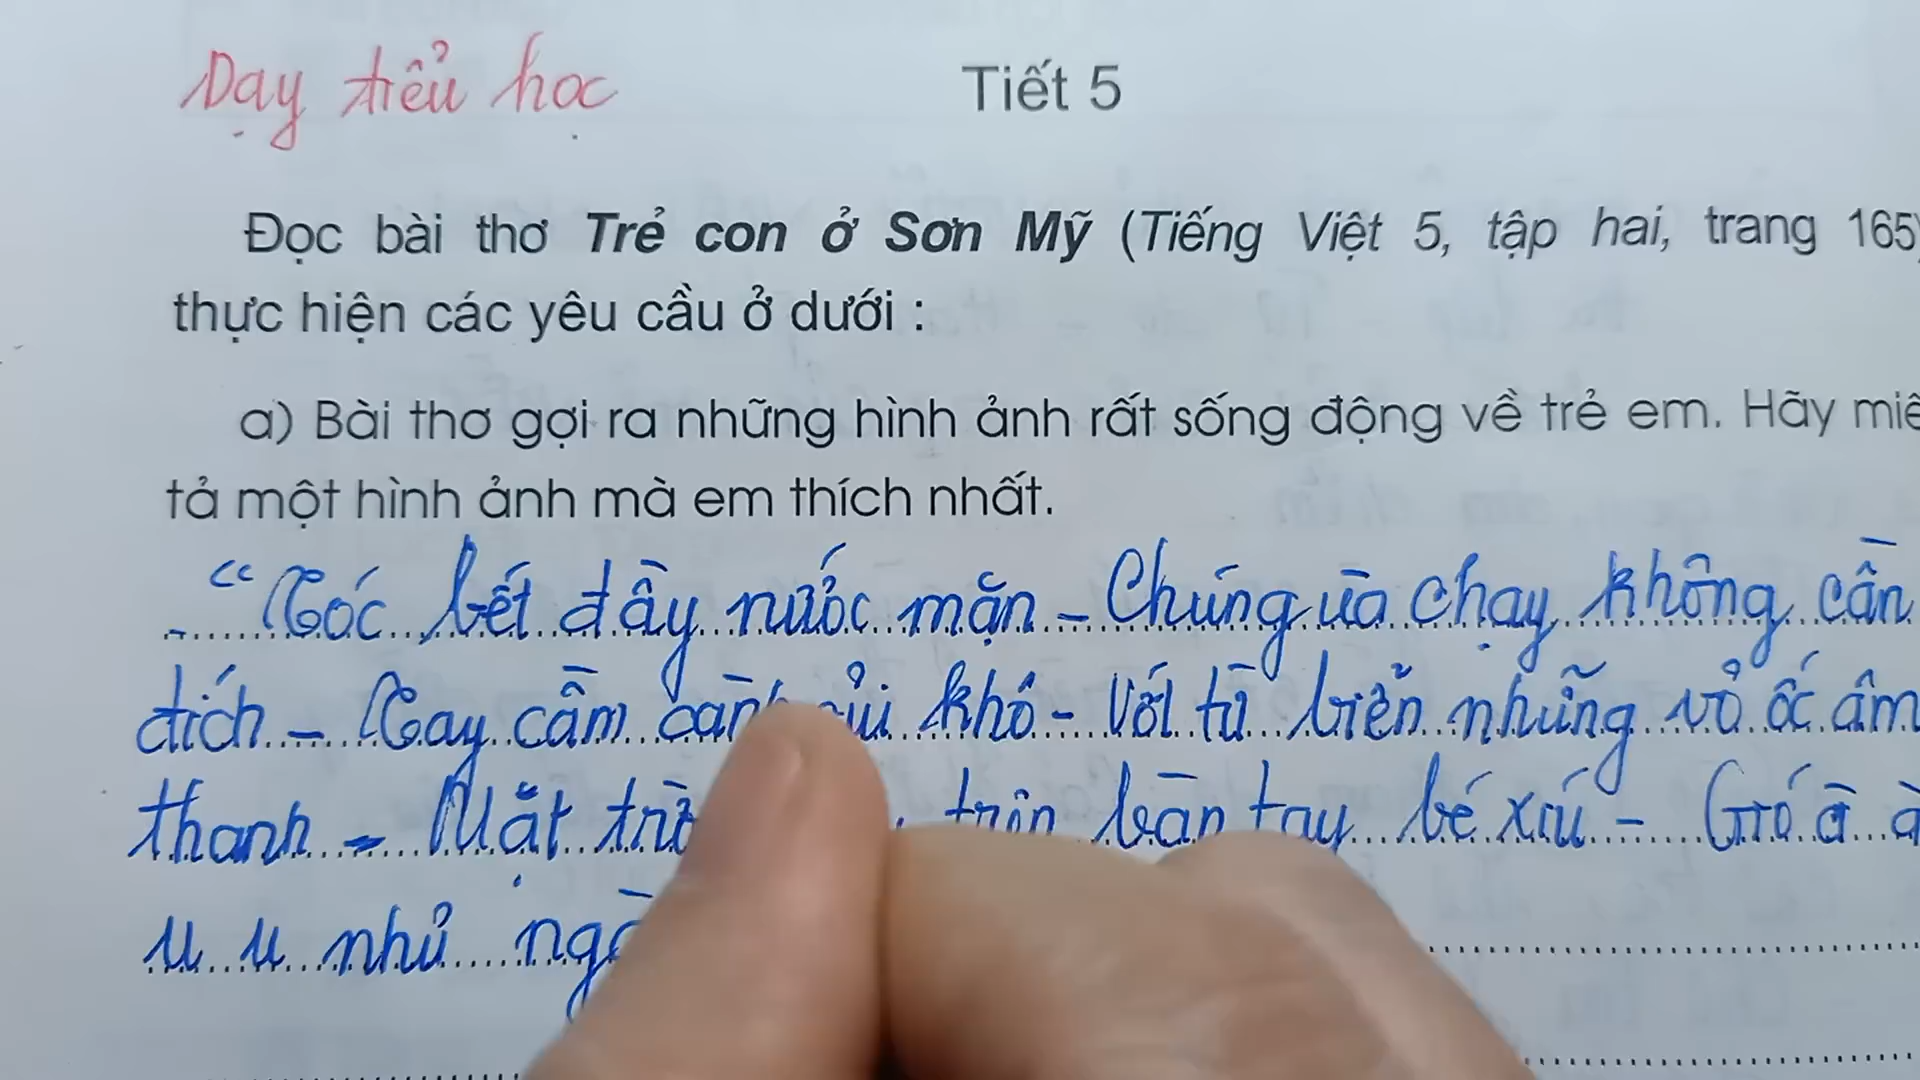 Dạy tiểu học
Tiết 5
Đọc bài thơ Trẻ con ở Sơn Mỹ (Tiếng Việt 5, tập hai, trang 165)
thực hiện các yêu cầu ở dưới :
a) Bài thơ gợi ra những hình ảnh rất sống động về trẻ em. Hãy miê
tả một hình ảnh mà em thích nhất.
“Tóc bết đầy nước mặn - Chúng ùa chạy không cần
đích - Tay cầm cành củi khô - Vớt từ biển những vỏ ốc âm
thanh - Mặt trên bàn tay bé xíu - Gió à à
u u như